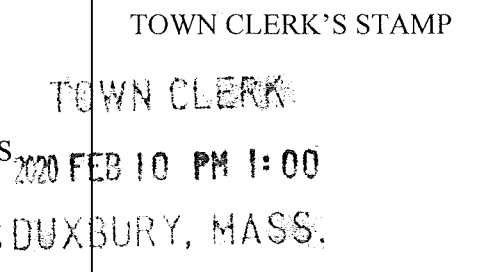 TOWN CLERK'S STAMP
TOWN CLERK
S 2020 FEB 10 PM 1:00
DUXBURY, MASS.